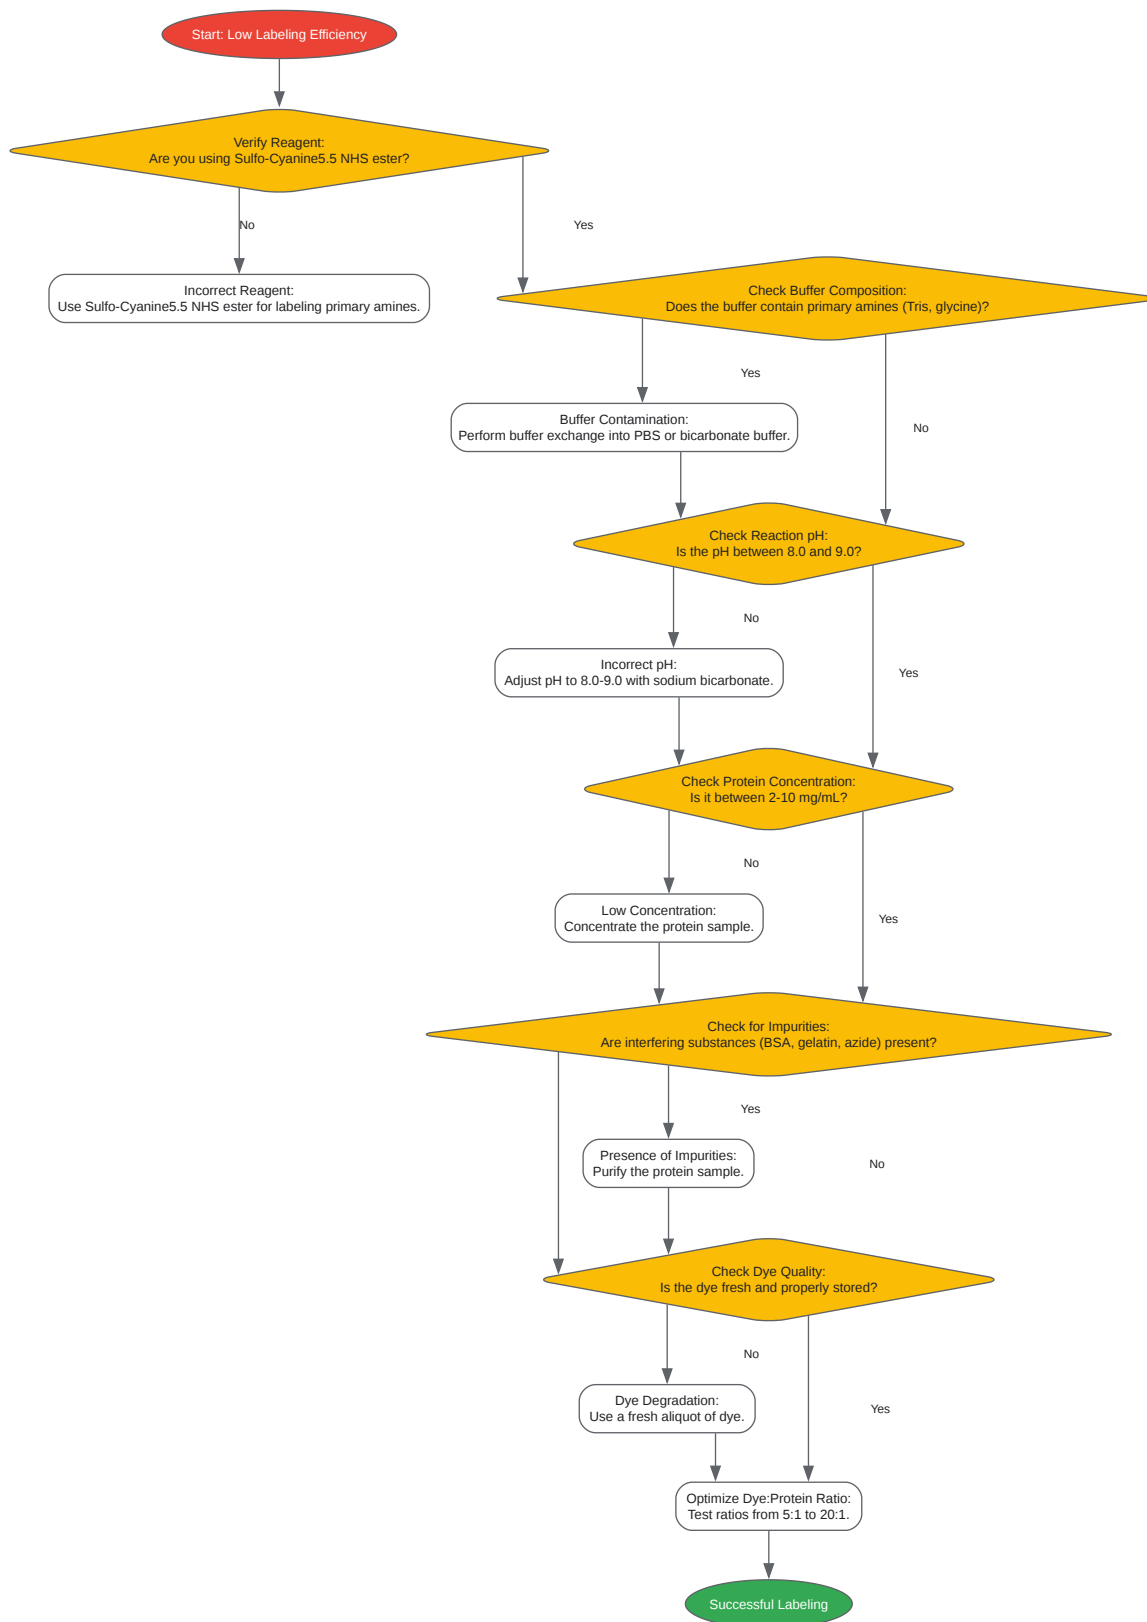 Start: Low Labeling Efficiency
Verify Reagent:
Are you using Sulfo-Cyanine5.5 NHS ester?
No
Yes
Incorrect Reagent:
Use Sulfo-Cyanine5.5 NHS ester for labeling primary amines.
Check Buffer Composition:
Does the buffer contain primary amines (Tris, glycine)?
Yes
Buffer Contamination:
Perform buffer exchange into PBS or bicarbonate buffer.
No
Check Reaction pH:
Is the pH between 8.0 and 9.0?
No
Incorrect pH:
Adjust pH to 8.0-9.0 with sodium bicarbonate.
Yes
Check Protein Concentration:
Is it between 2-10 mg/mL?
No
Low Concentration:
Concentrate the protein sample.
Yes
Check for Impurities:
Are interfering substances (BSA, gelatin, azide) present?
Yes
Presence of Impurities:
Purify the protein sample.
No
Check Dye Quality:
Is the dye fresh and properly stored?
No
Dye Degradation:
Use a fresh aliquot of dye.
Yes
Optimize Dye:Protein Ratio:
Test ratios from 5:1 to 20:1.
Successful Labeling